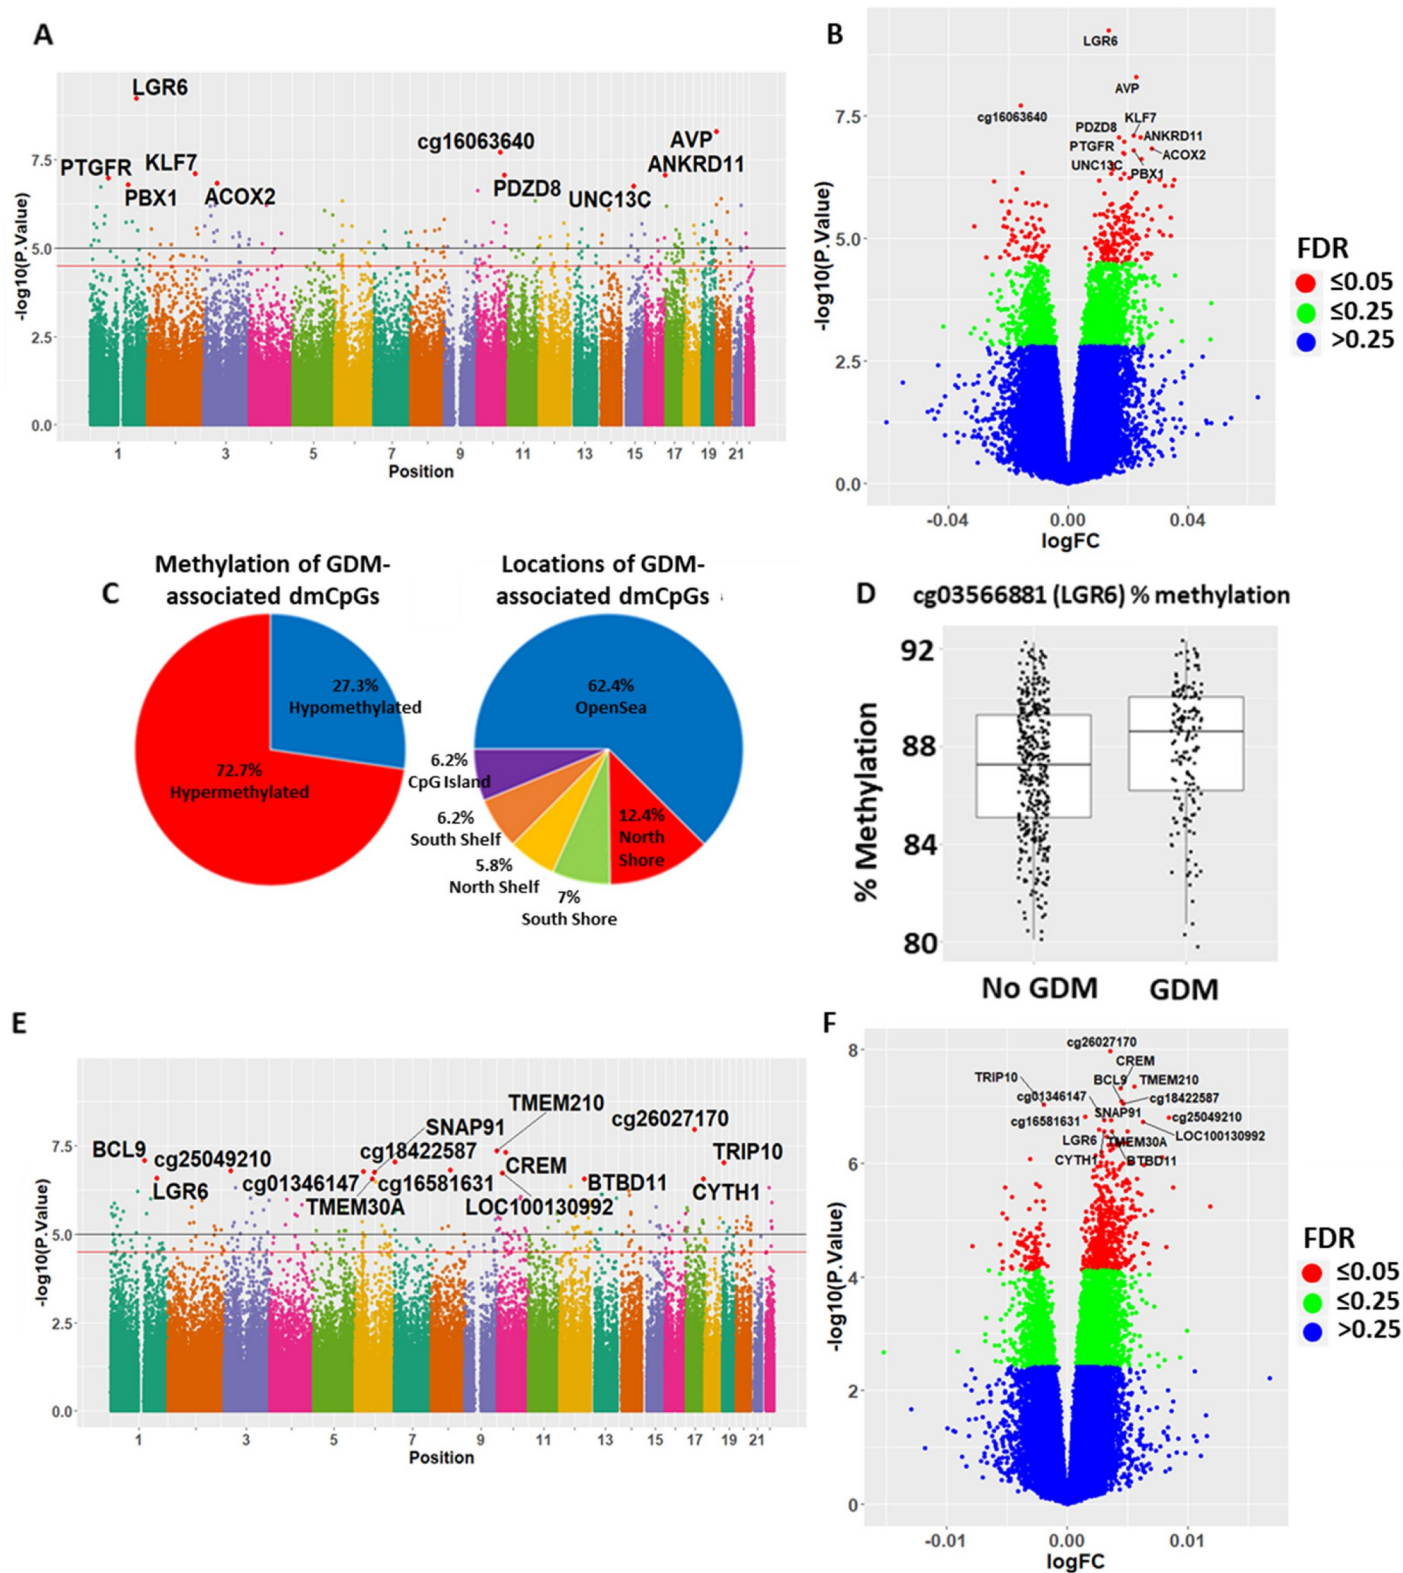 A
LGR6
cg16063640
AVP
PTGFR
KLF7
ANKRD11
PBX1
ACOX2
PDZD8
UNC13C
7.5
5.0
2.5
0.0
-log10(P.Value)
1
3
5
7
9
11
13
15
17
19
21
Position
B
LGR6
AVP
cg16063640
KLF7
PDZD8
ANKRD11
PTGFR
ACOX2
UNC13C
PBX1
7.5
5.0
2.5
0.0
-log10(P.Value)
-0.04
0.00
0.04
logFC
FDR
≤0.05
≤0.25
>0.25
C
Methylation of GDM-
associated dmCpGs
27.3%
Hypomethylated
72.7%
Hypermethylated
Locations of GDM-
associated dmCpGs
62.4%
OpenSea
6.2%
CpG Island
6.2%
South Shelf
5.8%
North Shelf
7%
South Shore
12.4%
North
Shore
D
cg03566881 (LGR6) % methylation
92
88
84
80
% Methylation
No GDM
GDM
E
TMEM210
SNAP91
cg26027170
BCL9
cg25049210
cg18422587
CREM
TRIP10
LGR6
cg01346147
cg16581631
BTBD11
CYTH1
TMEM30A
LOC100130992
7.5
5.0
2.5
0.0
-log10(P.Value)
1
3
5
7
9
11
13
15
17
19
21
Position
F
cg26027170
CREM
TRIP10
BCL9
TMEM210
cg01346147
cg18422587
SNAP91
cg16581631
cg25049210
LGR6
TMEM30A
LOC100130992
CYTH1
BTBD11
8
6
4
2
0
-log10(P.Value)
-0.01
0.00
0.01
logFC
FDR
≤0.05
≤0.25
>0.25